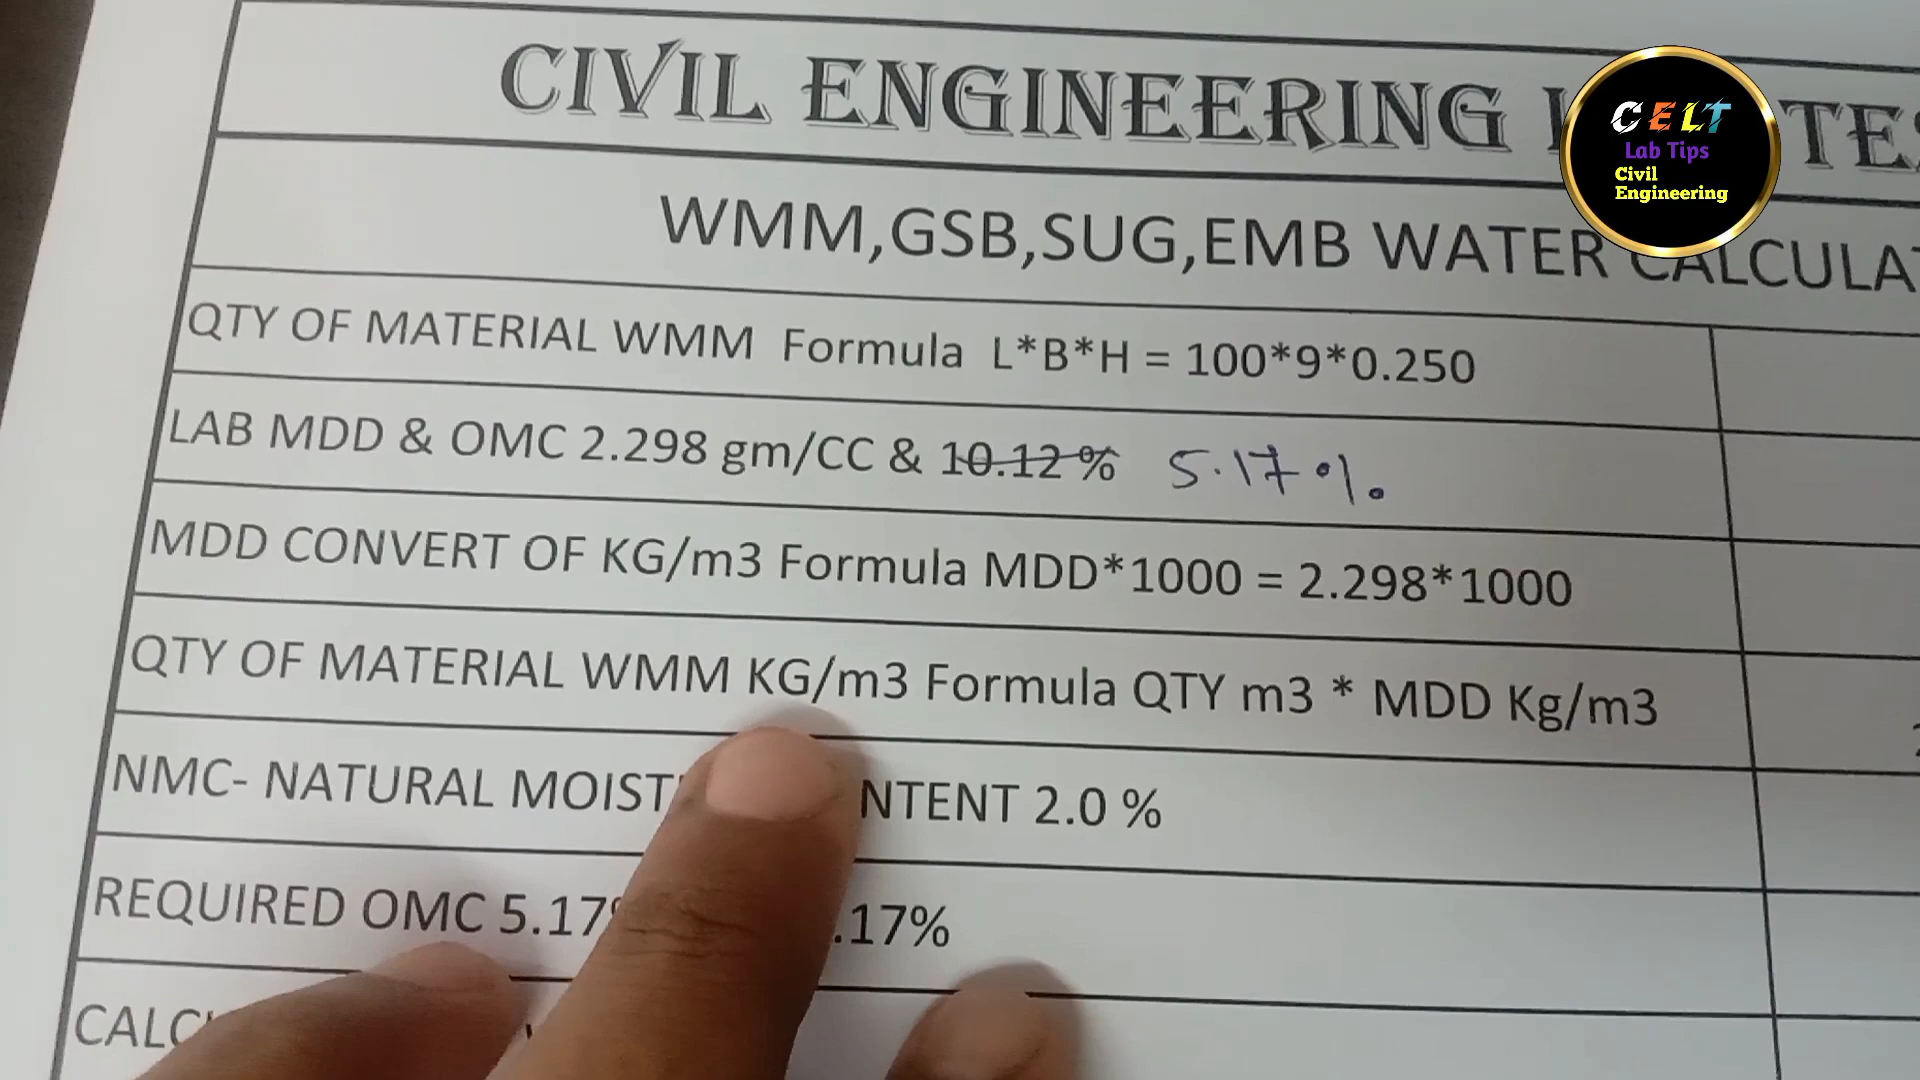 CIVIL ENGINEERING
CELT
Lab Tips
Civil
Engineering
WMM,GSB,SUG,EMB WATER
QTY OF MATERIAL WMM Formula L*B*H = 100*9*0.250
LAB MDD & OMC 2.298 gm/CC & 10.12 % 5.17 %
MDD CONVERT OF KG/m3 Formula MDD*1000 = 2.298*1000
QTY OF MATERIAL WMM KG/m3 Formula QTY m3 * MDD Kg/m3
NMC- NATURAL 2.0 %
REQUIRED OMC 5.17 .17%